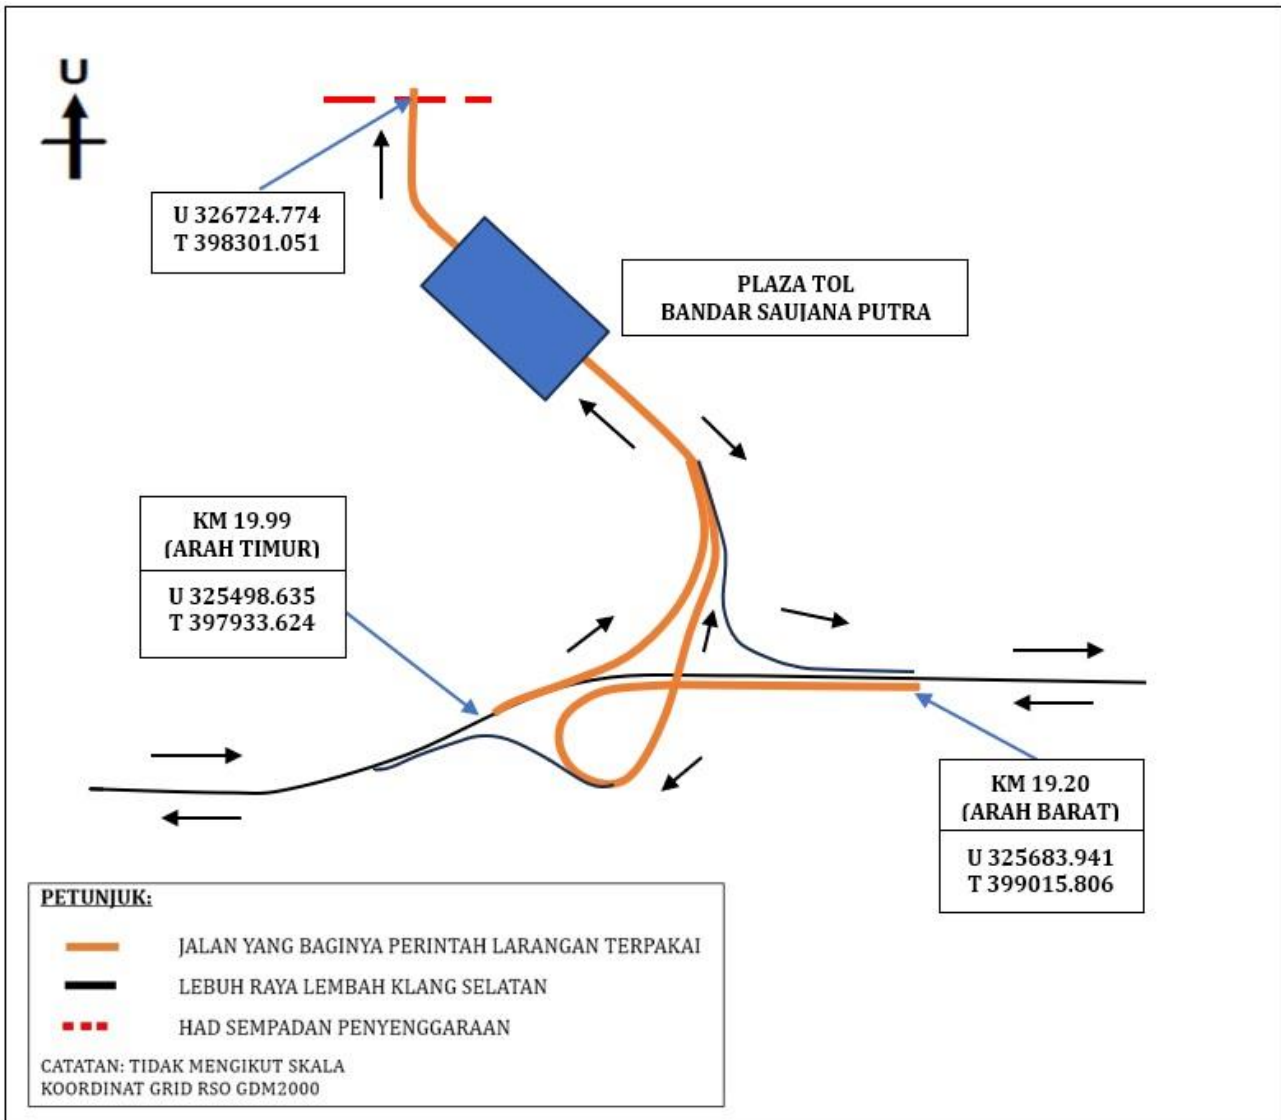 U
U 326724.774
T 398301.051
PLAZA TOL
BANDAR SAUJANA PUTRA
KM 19.99
(ARAH TIMUR)
U 325498.635
T 397933.624
KM 19.20
(ARAH BARAT)
U 325683.941
T 399015.806
PETUNJUK:
JALAN YANG BAGINYA PERINTAH LARANGAN TERPAKAI
LEBUH RAYA LEMBAH KLANG SELATAN
HAD SEMPADAN PENYENGGARAAN
CATATAN: TIDAK MENGIKUT SKALA
KOORDINAT GRID RSO GDM2000